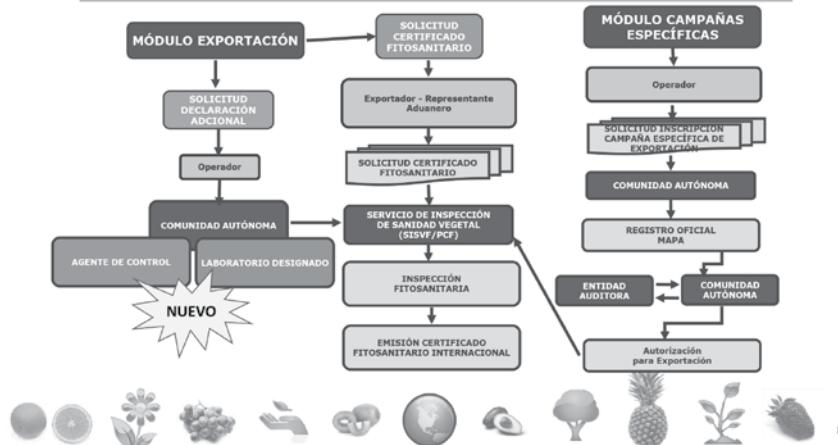 MÓDULO EXPORTACIÓN
SOLICITUD
DECLARACIÓN
ADCIONAL
Operador
COMUNIDAD AUTÓNOMA
AGENTE DE CONTROL
LABORATORIO DESIGNADO
NUEVO
SOLICITUD
CERTIFICADO
FITOSANITARIO
Exportador - Representante
Aduanero
SOLICITUD CERTIFICADO
FITOSANITARIO
SERVICIO DE INSPECCIÓN
DE SANIDAD VEGETAL
(SISVF/PCF)
INSPECCIÓN
FITOSANITARIA
EMISIÓN CERTIFICADO
FITOSANITARIO INTERNACIONAL
MÓDULO CAMPAÑAS
ESPECÍFICAS
Operador
SOLICITUD INSCRIPCIÓN
CAMPAÑA ESPECÍFICA DE
EXPORTACIÓN
COMUNIDAD AUTÓNOMA
REGISTRO OFICIAL
MAPA
ENTIDAD
AUDITORA
COMUNIDAD
AUTÓNOMA
Autorización
para Exportación